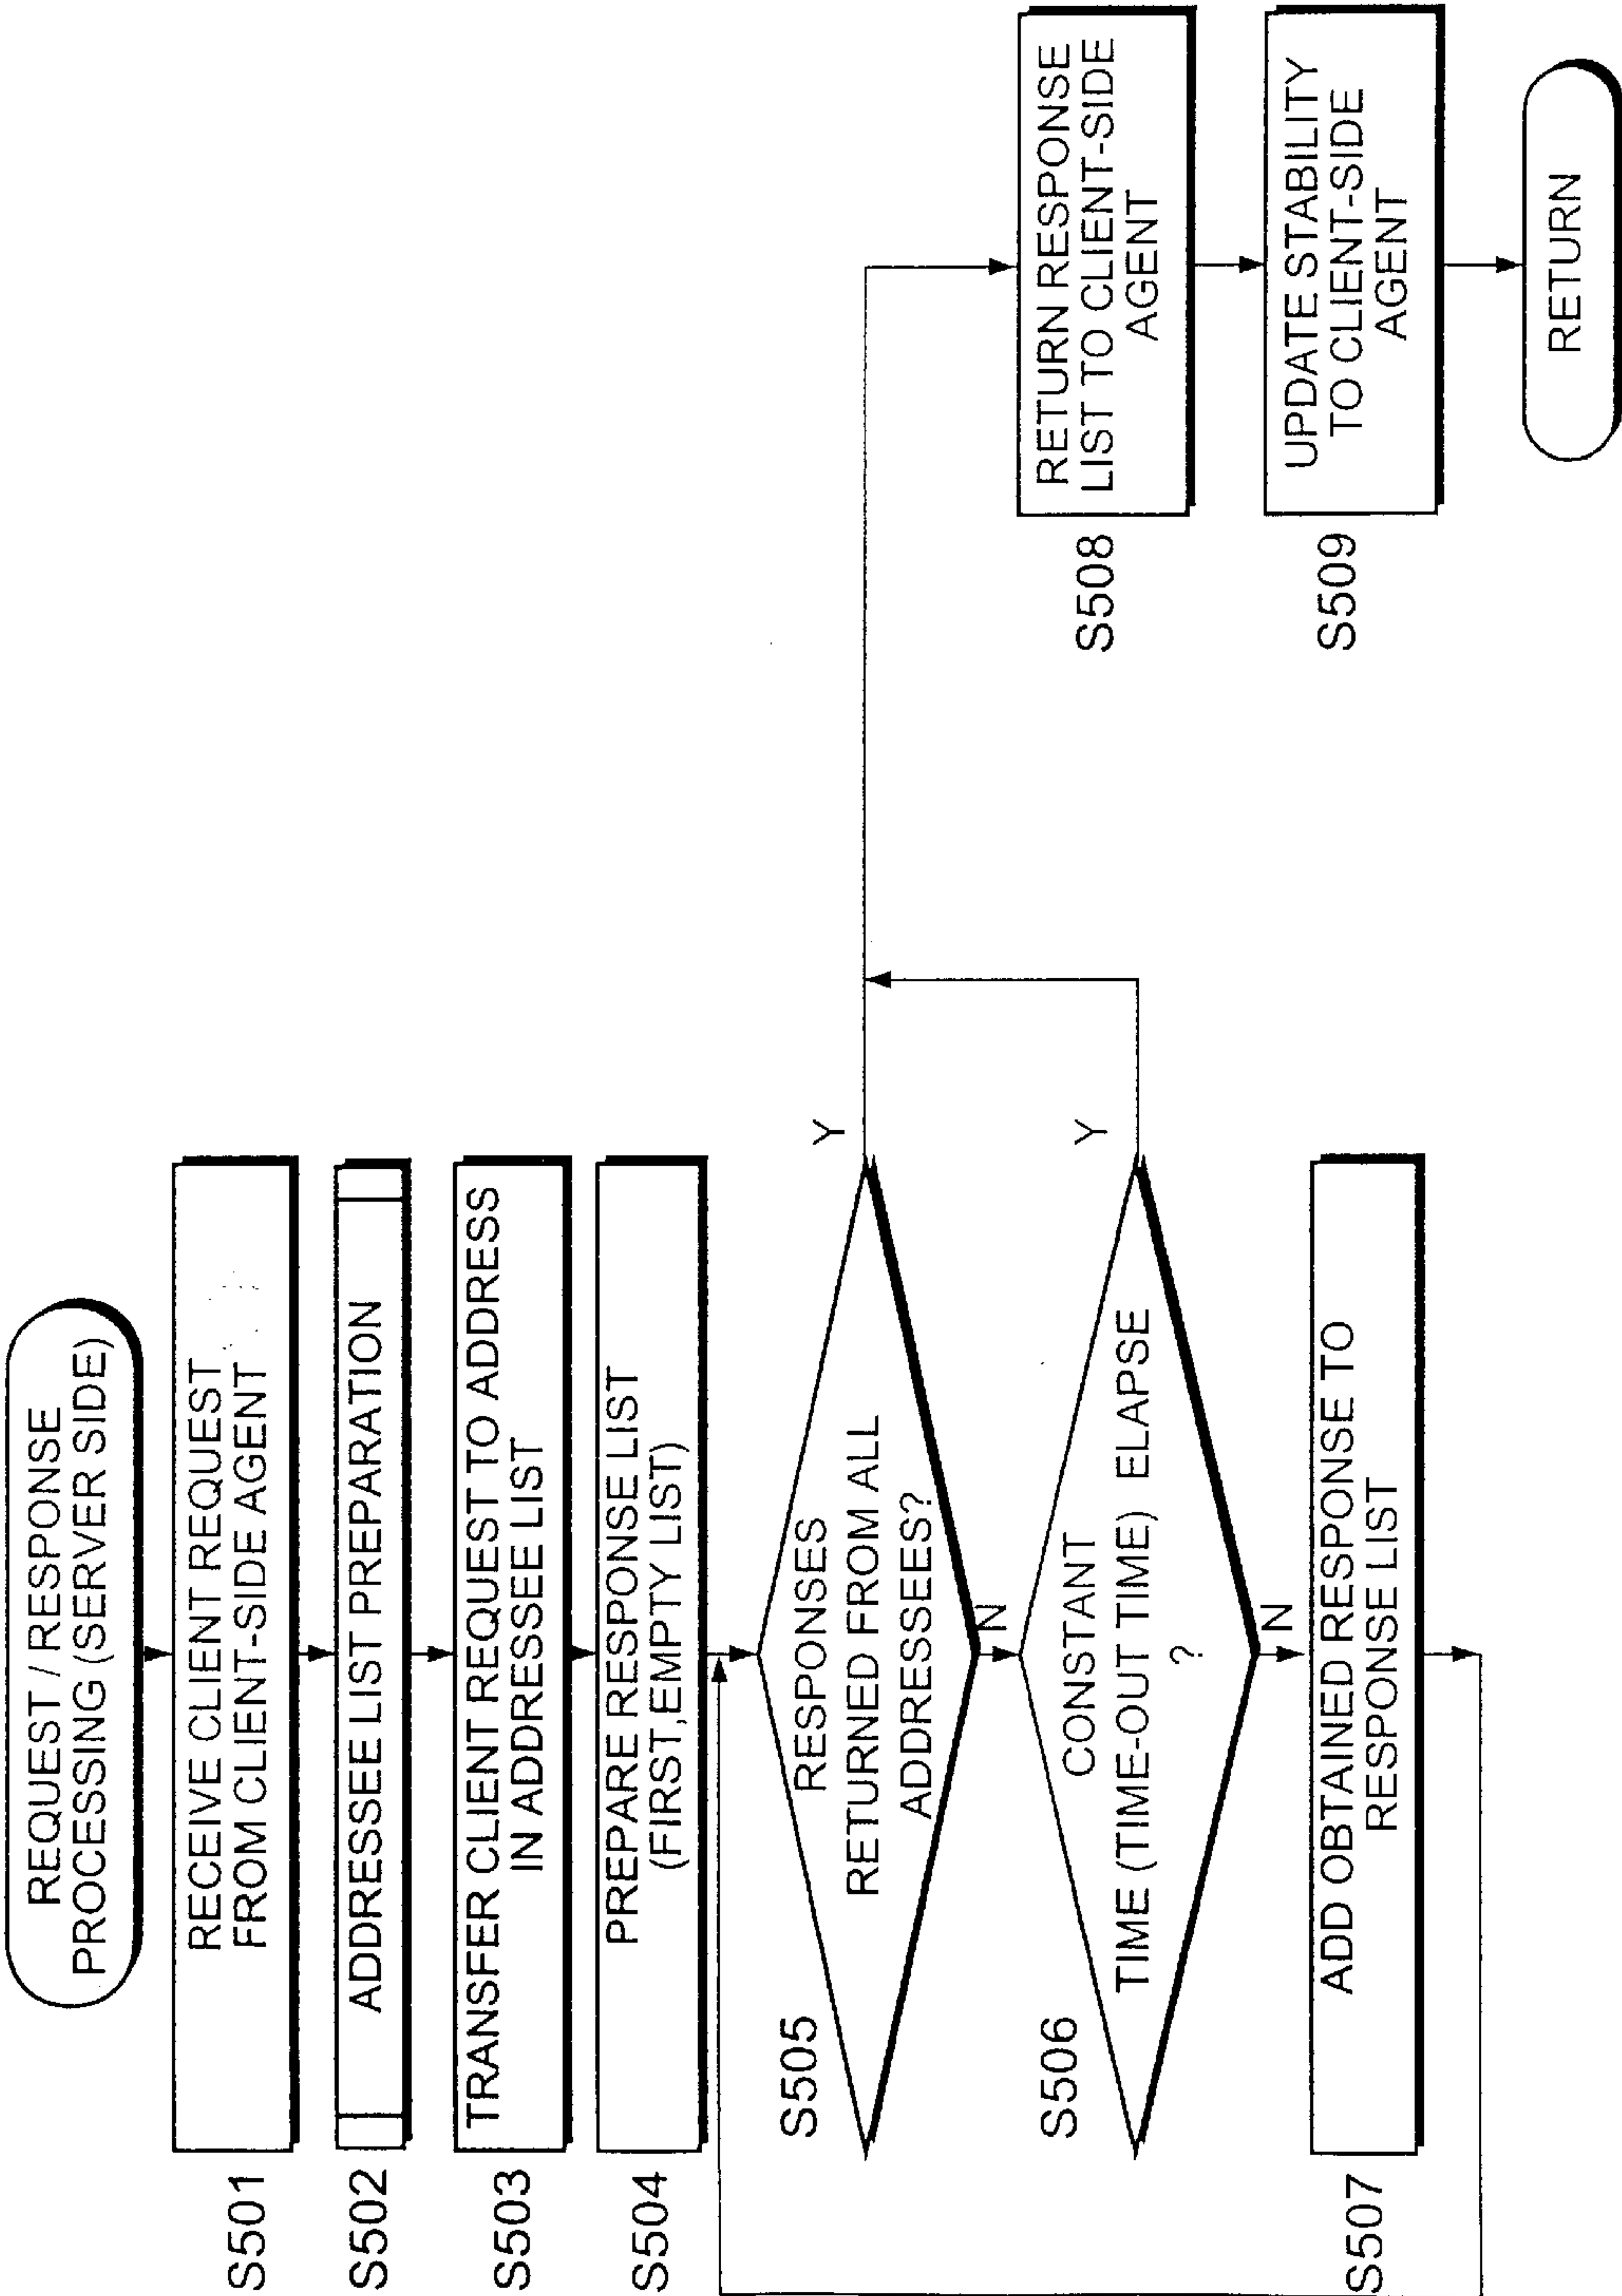 REQUEST / RESPONSE
PROCESSING (SERVER SIDE)
S501
RECEIVE CLIENT REQUEST
FROM CLIENT-SIDE AGENT
S502
ADDRESSEE LIST PREPARATION
S503
TRANSFER CLIENT REQUEST TO ADDRESS
IN ADDRESSEE LIST
S504
PREPARE RESPONSE LIST
(FIRST,EMPTY LIST)
S505
RESPONSES
RETURNED FROM ALL
ADDRESSEES?
Y
N
S506
CONSTANT
TIME (TIME-OUT TIME) ELAPSE
?
Y
N
S507
ADD OBTAINED RESPONSE TO
RESPONSE LIST
S508
RETURN RESPONSE
LIST TO CLIENT-SIDE
AGENT
S509
UPDATE STABILITY
TO CLIENT-SIDE
AGENT
RETURN